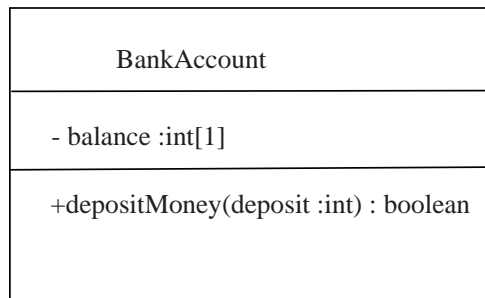 BankAccount
- balance :int[1]
+depositMoney(deposit :int) : boolean